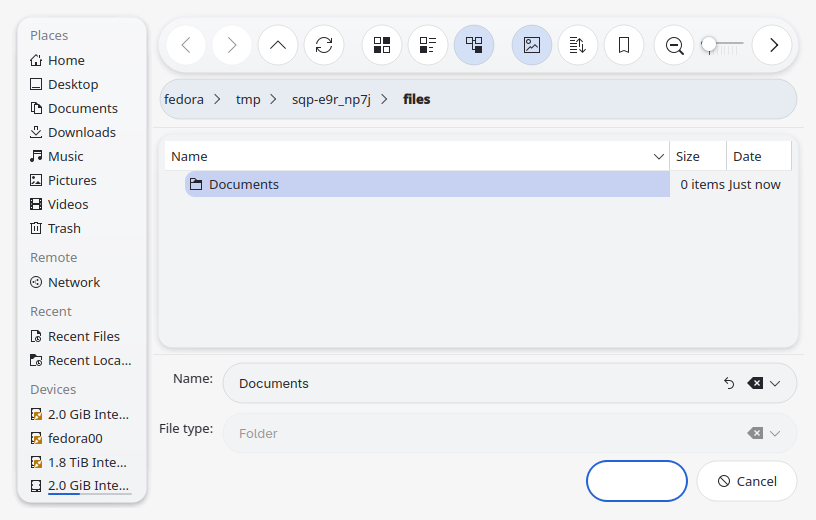 Places
Home
Desktop
Documents
Downloads
Music
Pictures
Videos
Trash
Remote
Network
Recent
Recent Files
Recent Loca...
Devices
2.0 GiB Inte...
fedora00
1.8 TiB Inte...
2.0 GiB Inte...
fedora tmp sqp-e9r_np7j files
Name Size Date
Documents 0 items Just now
Name: Documents
File type: Folder
Cancel